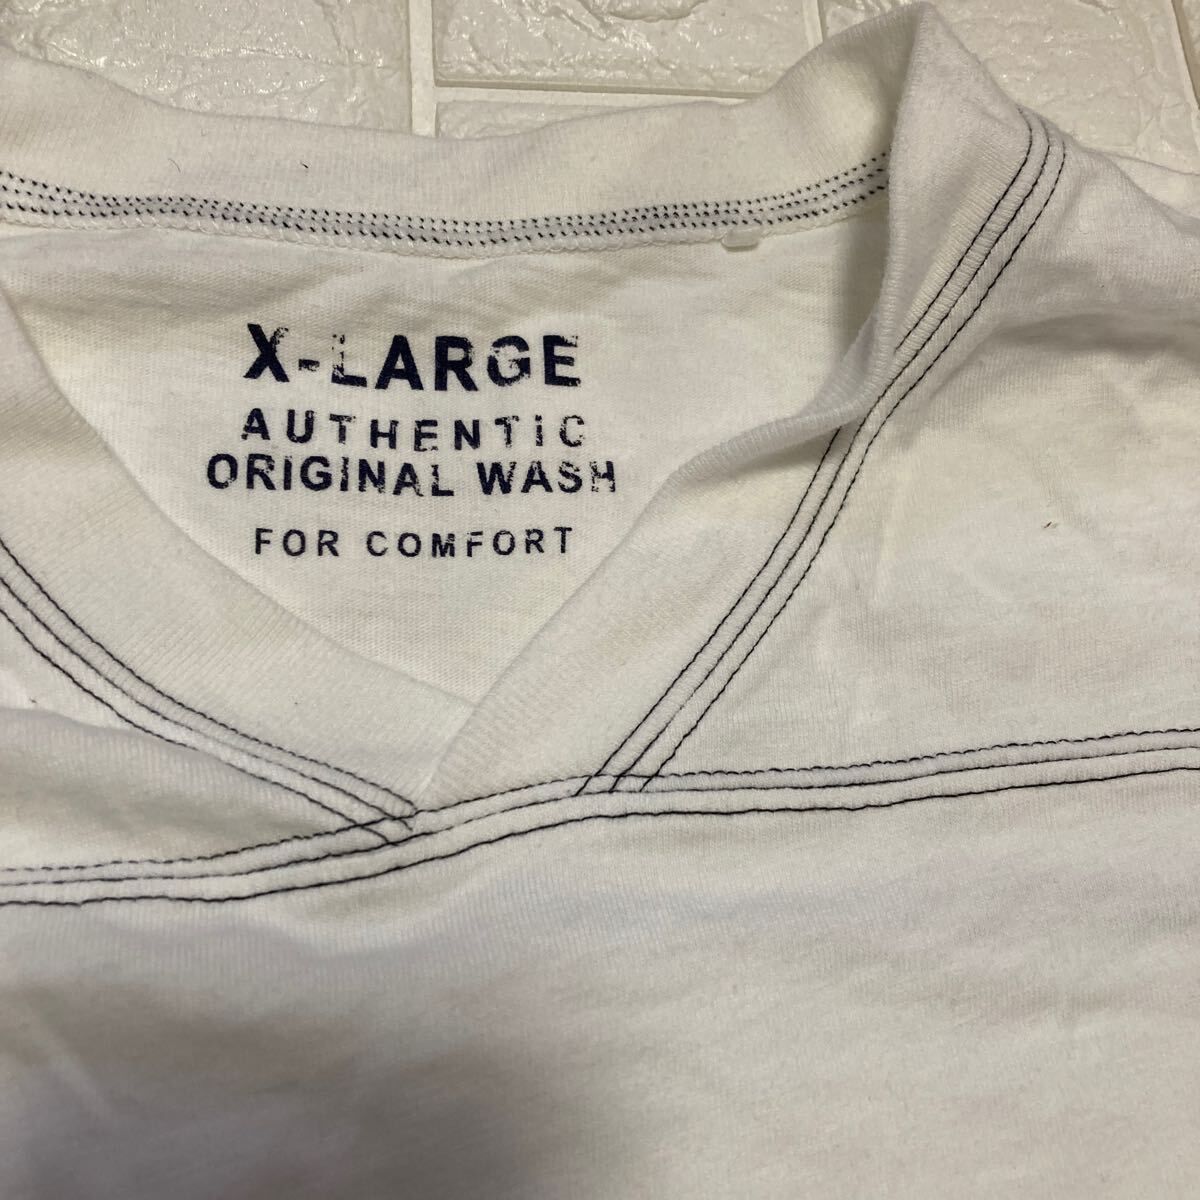 X-LARGE
AUTHENTiC
ORIGINAL WASH
FOR COMFORT